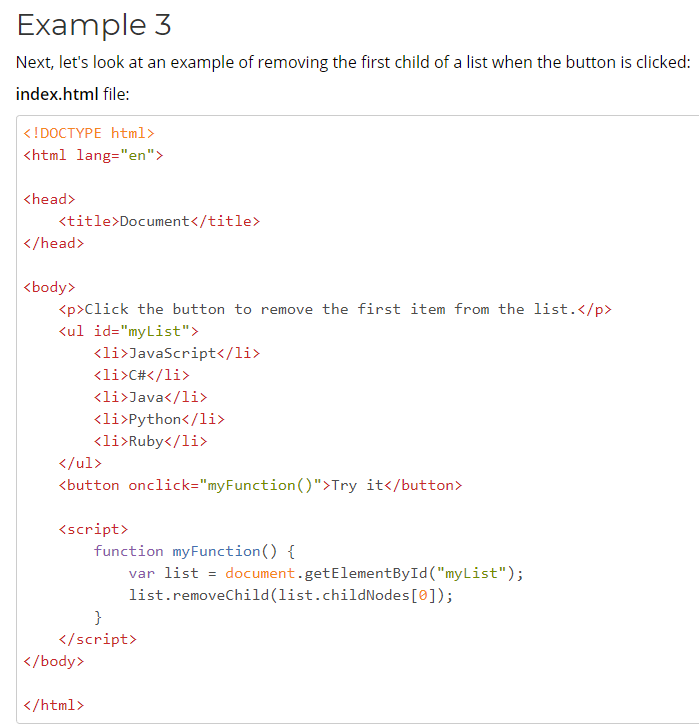 Example 3
Next, let's look at an example of removing the first child of a list when the button is clicked:
index.html file:
<!DOCTYPE html>
<html lang="en">
<head>
    <title>Document</title>
</head>
<body>
    <p>Click the button to remove the first item from the list.</p>
    <ul id="myList">
        <li>JavaScript</li>
        <li>C#</li>
        <li>Java</li>
        <li>Python</li>
        <li>Ruby</li>
    </ul>
    <button onclick="myFunction()">Try it</button>
    <script>
        function myFunction() {
            var list = document.getElementById("myList");
            list.removeChild(list.childNodes[0]);
        }
    </script>
</body>
</html>